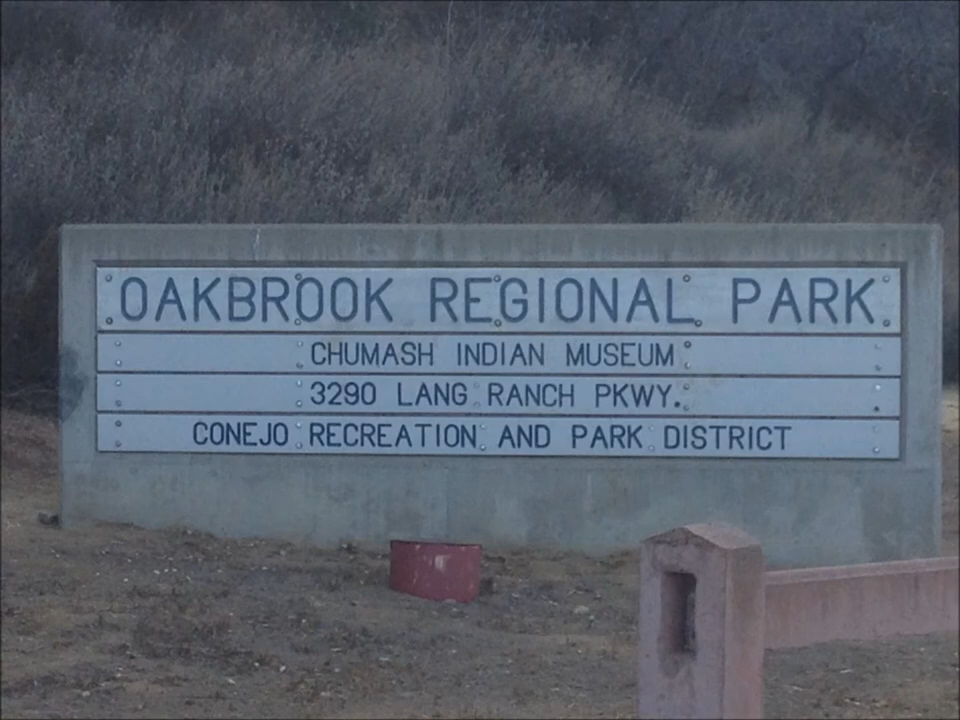 OAKBROOK REGIONAL PARK
CHUMASH INDIAN MUSEUM
3290 LANG RANCH PKWY.
CONEJO RECREATION AND PARK DISTRICT